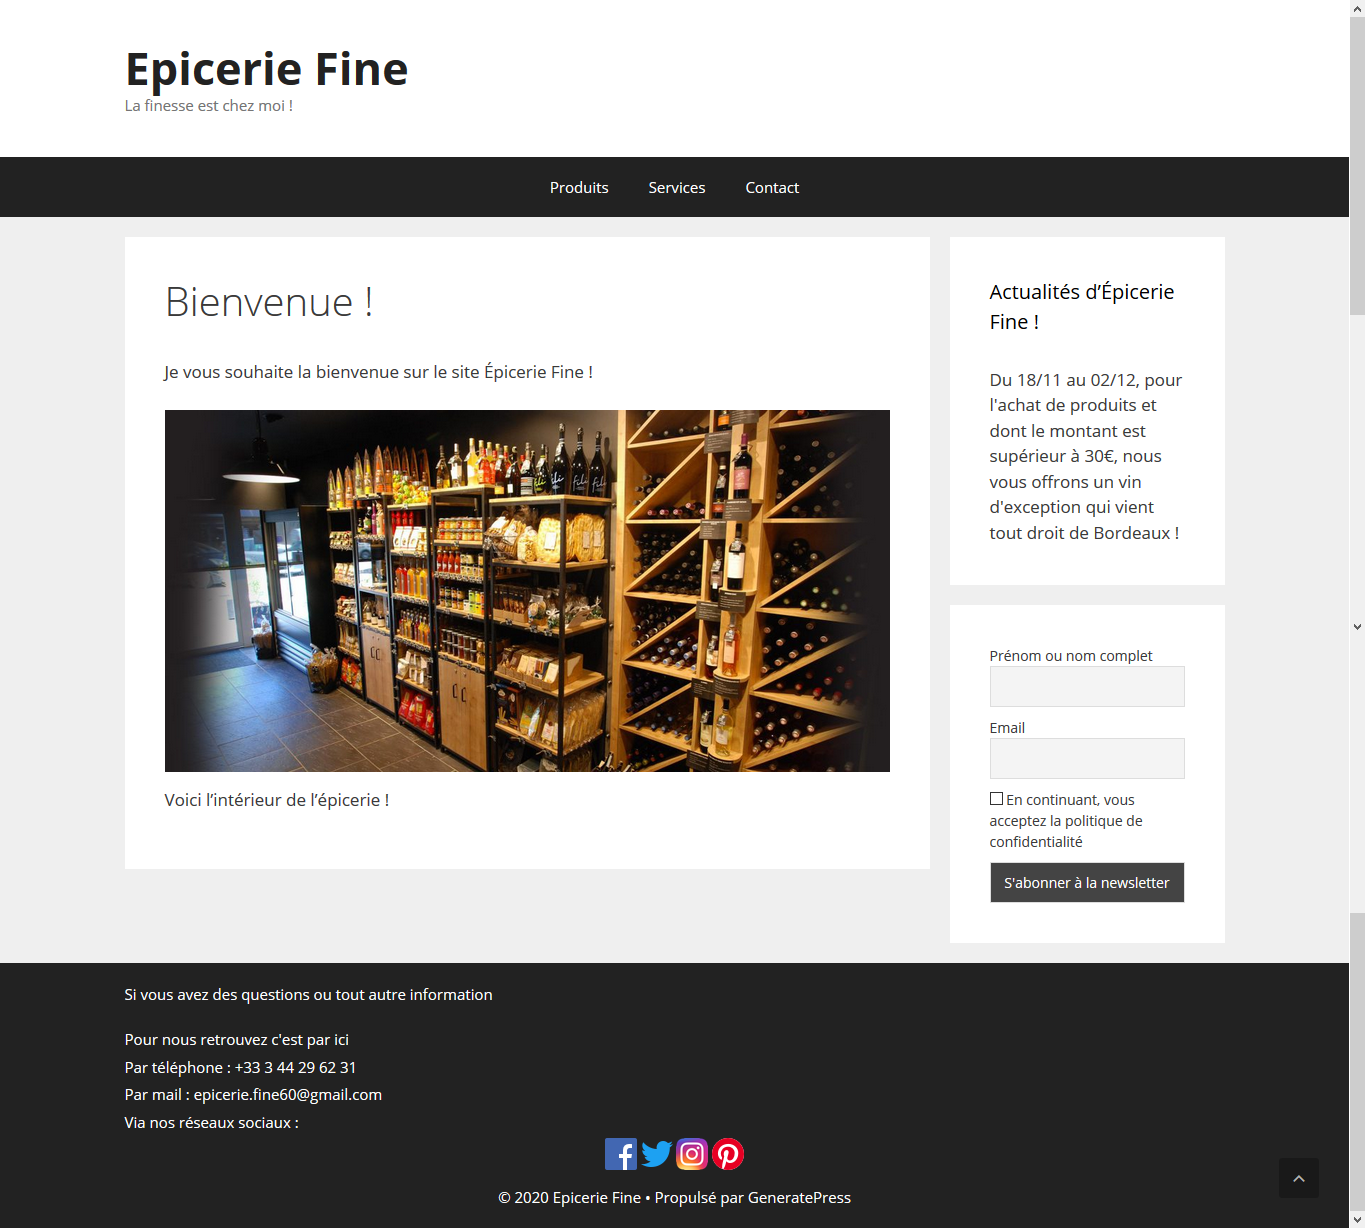 Epicerie Fine
La finesse est chez moi !
Produits Services Contact
Bienvenue !
Je vous souhaite la bienvenue sur le site Épicerie Fine !
Voici l’intérieur de l’épicerie !
Actualités d’Épicerie
Fine !
Du 18/11 au 02/12, pour
l'achat de produits et
dont le montant est
supérieur à 30€, nous
vous offrons un vin
d'exception qui vient
tout droit de Bordeaux !
Prénom ou nom complet
Email
En continuant, vous
acceptez la politique de
confidentialité
S'abonner à la newsletter
Si vous avez des questions ou tout autre information
Pour nous retrouvez c'est par ici
Par téléphone : +33 3 44 29 62 31
Par mail : epicerie.fine60@gmail.com
Via nos réseaux sociaux :
© 2020 Epicerie Fine • Propulsé par GeneratePress